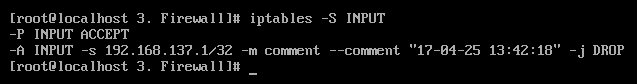 [root@localhost 3. Firewall]# iptables -S INPUT
-P INPUT ACCEPT
-A INPUT -s 192.168.137.1/32 -m comment --comment "17-04-25 13:42:18" -j DROP
[root@localhost 3. Firewall]# _